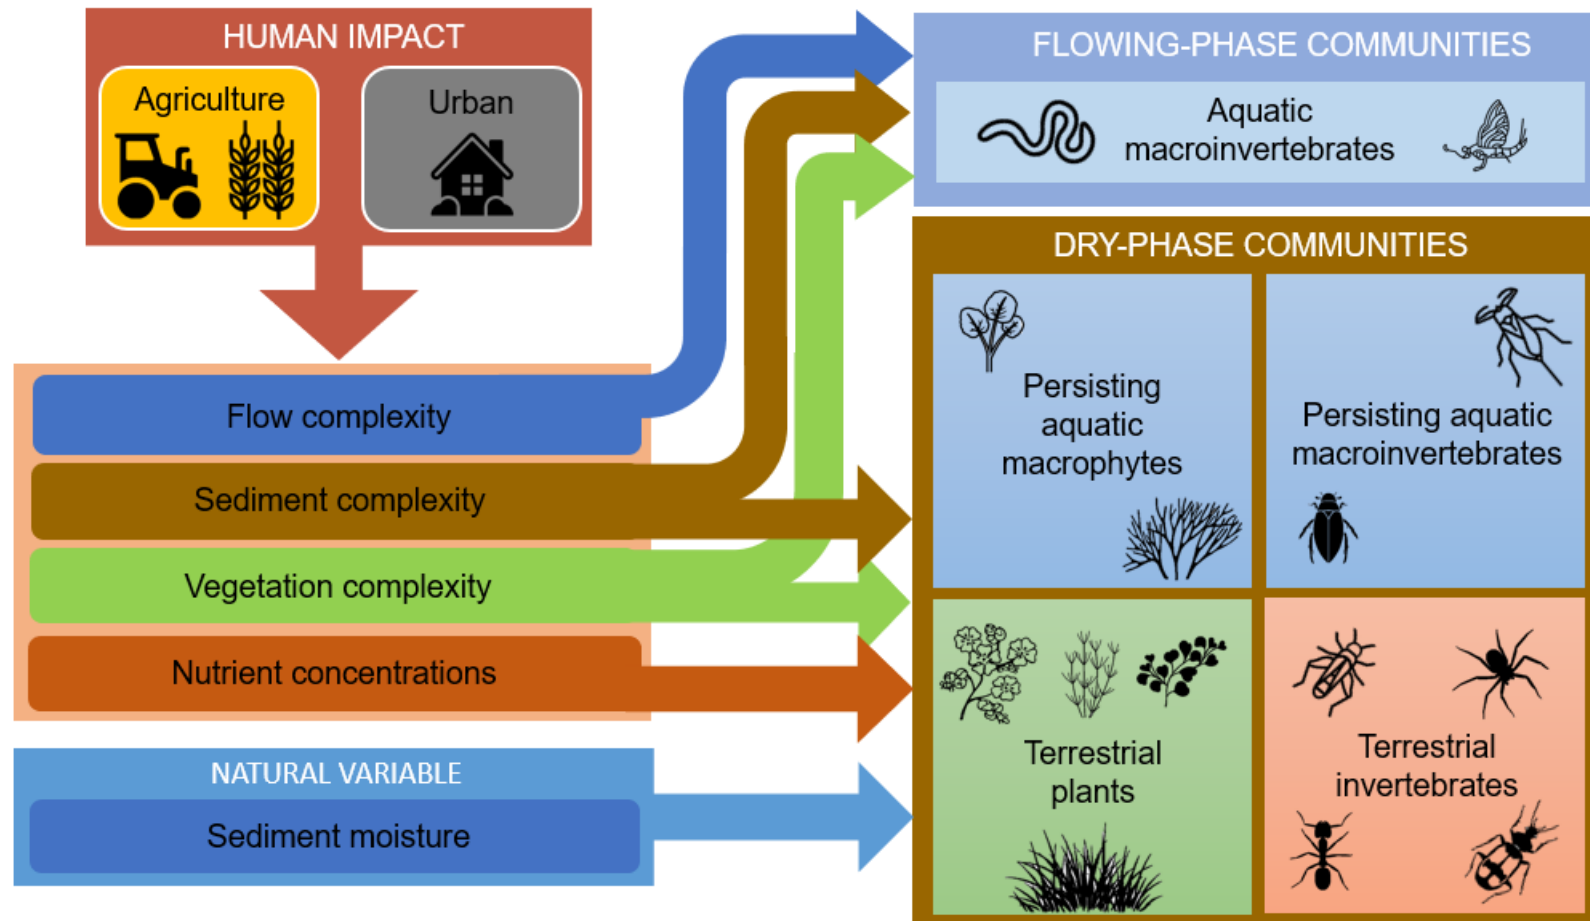 HUMAN IMPACT
Agriculture
Urban
Flow complexity
Sediment complexity
Vegetation complexity
Nutrient concentrations
NATURAL VARIABLE
Sediment moisture
FLOWING-PHASE COMMUNITIES
Aquatic
macroinvertebrates
DRY-PHASE COMMUNITIES
Persisting
aquatic
macrophytes
Persisting aquatic
macroinvertebrates
Terrestrial
plants
Terrestrial
invertebrates